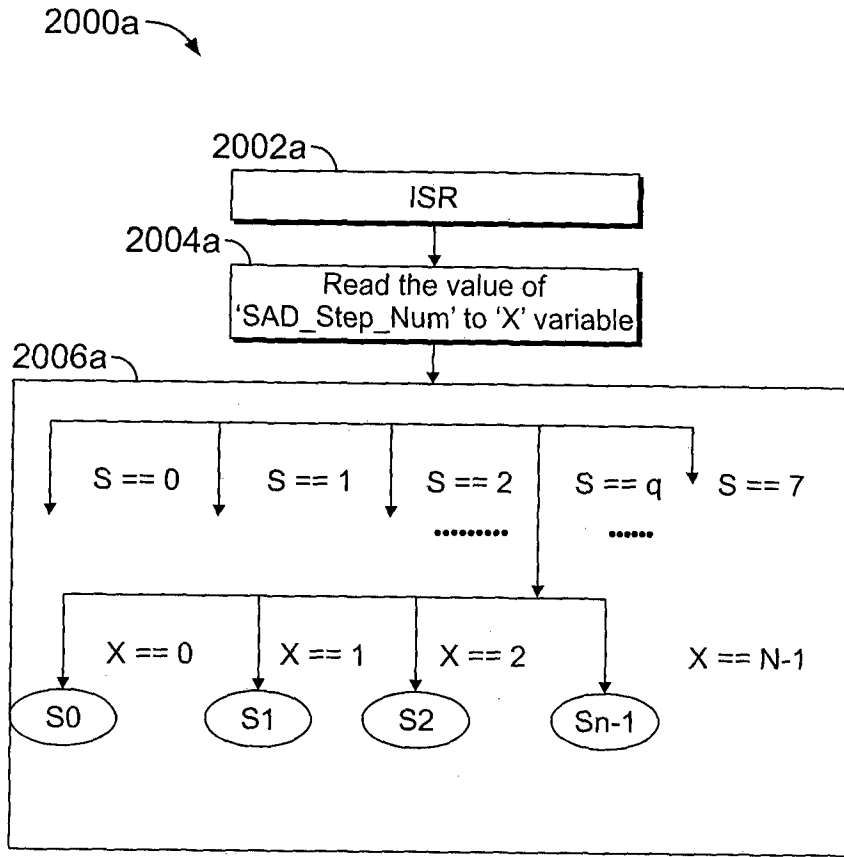 2000a
2002a
ISR
2004a
Read the value of
‘SAD_Step_Num’ to ‘X’ variable
2006a
S == 0 S == 1 S == 2 S == q S == 7
......... ......
X == 0 X == 1 X == 2 X == N-1
S0 S1 S2 Sn-1